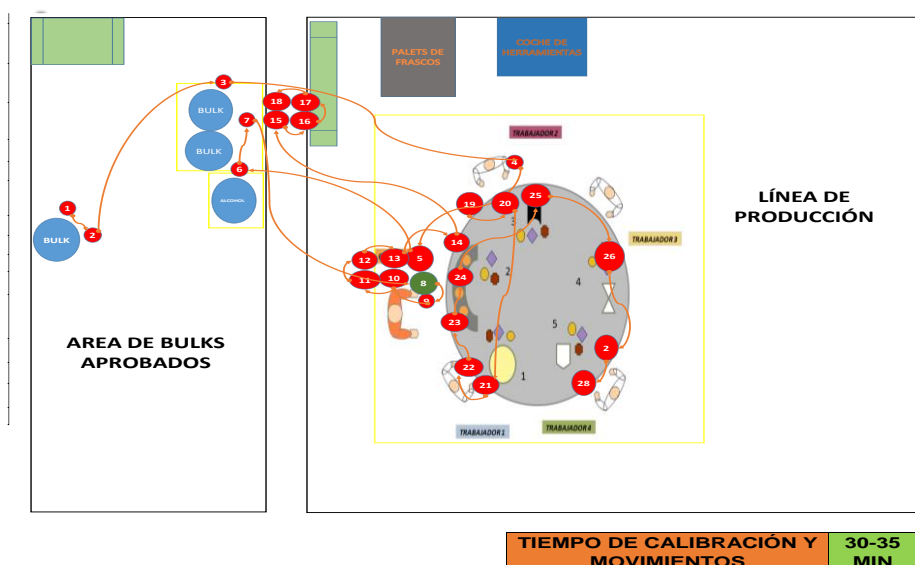 PALETS DE
FRASCOS
COCHE DE
HERRAMIENTAS
3
BULK
18
17
7
15
16
TRABAJADOR 2
BULK
4
6
25
ALCOHOL
19
20
LÍNEA DE
PRODUCCIÓN
1
3
2
BULK
14
TRABAJADOR 3
12
13
5
26
2
24
4
11
10
8
9
23
5
AREA DE BULKS
APROBADOS
2
22
1
21
28
TRABAJADOR 1
TRABAJADOR 4
TIEMPO DE CALIBRACIÓN Y
MOVIMIENTOS
30-35
MIN